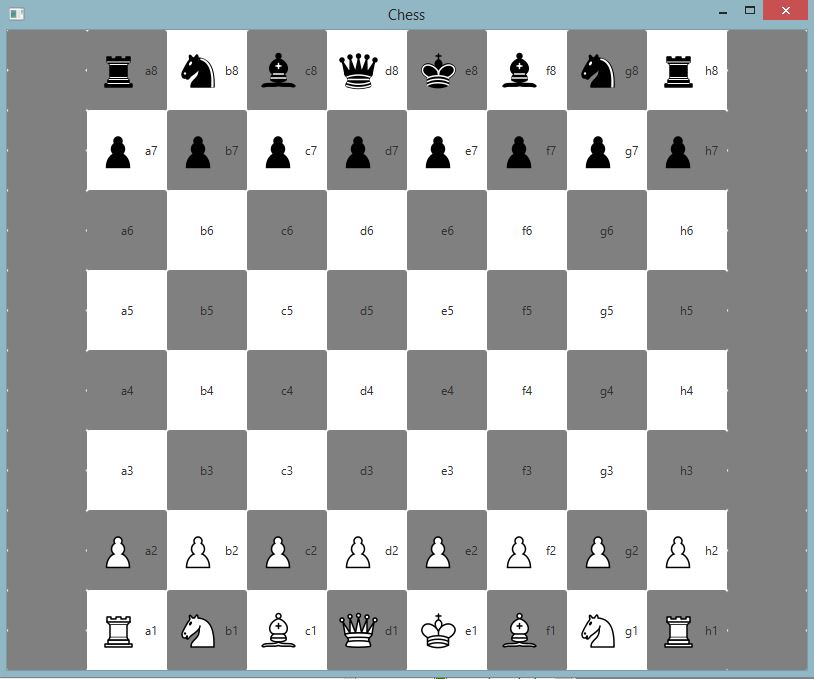 Chess
a8 b8 c8 d8 e8 f8 g8 h8
a7 b7 c7 d7 e7 f7 g7 h7
a6 b6 c6 d6 e6 f6 g6 h6
a5 b5 c5 d5 e5 f5 g5 h5
a4 b4 c4 d4 e4 f4 g4 h4
a3 b3 c3 d3 e3 f3 g3 h3
a2 b2 c2 d2 e2 f2 g2 h2
a1 b1 c1 d1 e1 f1 g1 h1